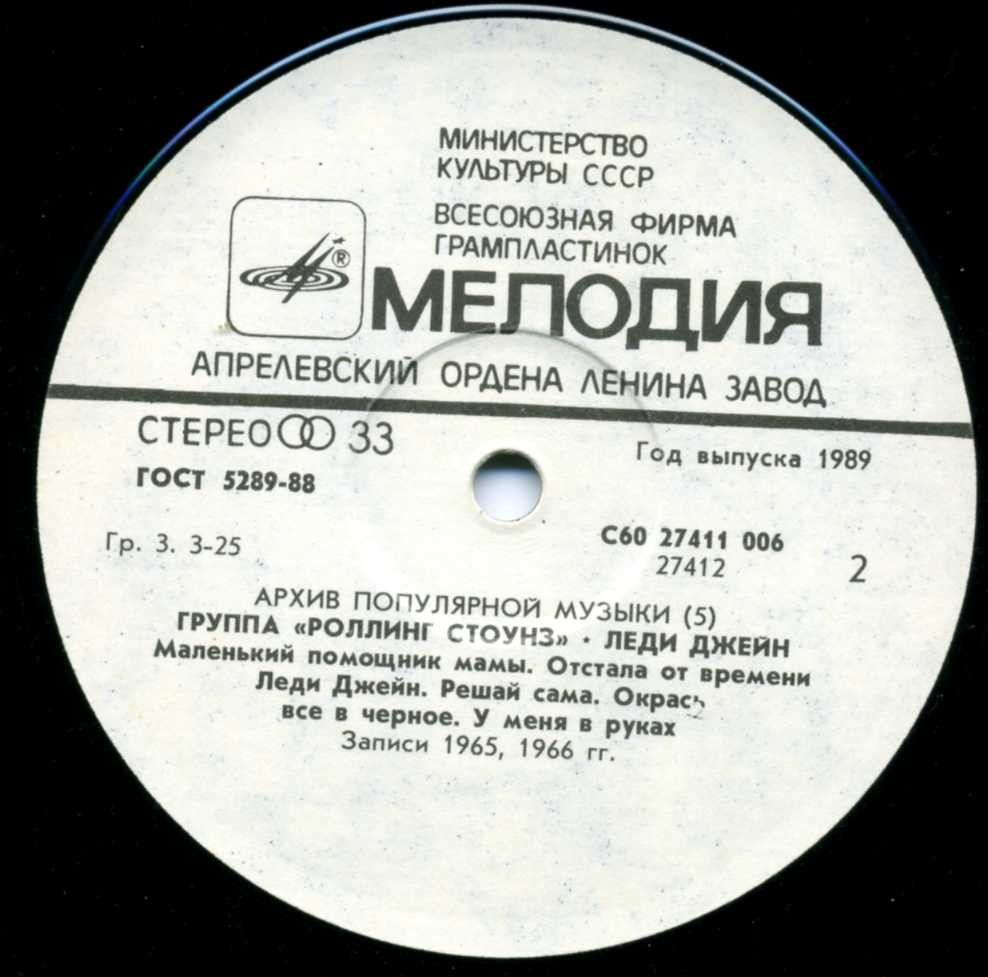 МИНИСТЕРСТВО
КУЛЬТУРЫ СССР
ВСЕСОЮЗНАЯ ФИРМА
ГРАМПЛАСТИНОК
®
МЕЛОДИЯ
АПРЕЛЕВСКИЙ ОРДЕНА ЛЕНИНА ЗАВОД
СТЕРЕО 33
Год выпуска 1989
ГОСТ 5289-88
Гр. 3. 3-25
С60 27411 006
27412
2
АРХИВ ПОПУЛЯРНОЙ МУЗЫКИ (5)
ГРУППА «РОЛЛИНГ СТОУНЗ» · ЛЕДИ ДЖЕЙН
Маленький помощник мамы. Отстала от времени
Леди Джейн. Решай сама. Окрась
все в черное. У меня в руках
Записи 1965, 1966 гг.